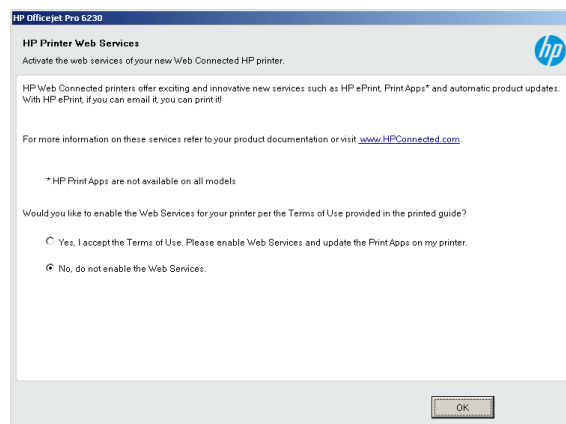 HP Officejet Pro 6230
HP Printer Web Services
Activate the web services of your new Web Connected HP printer.
hp
HP Web Connected printers offer exciting and innovative new services such as HP ePrint, Print Apps* and automatic product updates.
With HP ePrint, if you can email it, you can print it!
For more information on these services refer to your product documentation or visit www.HPConnected.com.
* HP Print Apps are not available on all models
Would you like to enable the Web Services for your printer per the Terms of Use provided in the printed guide?
Yes, I accept the Terms of Use. Please enable Web Services and update the Print Apps on my printer.
No, do not enable the Web Services.
OK